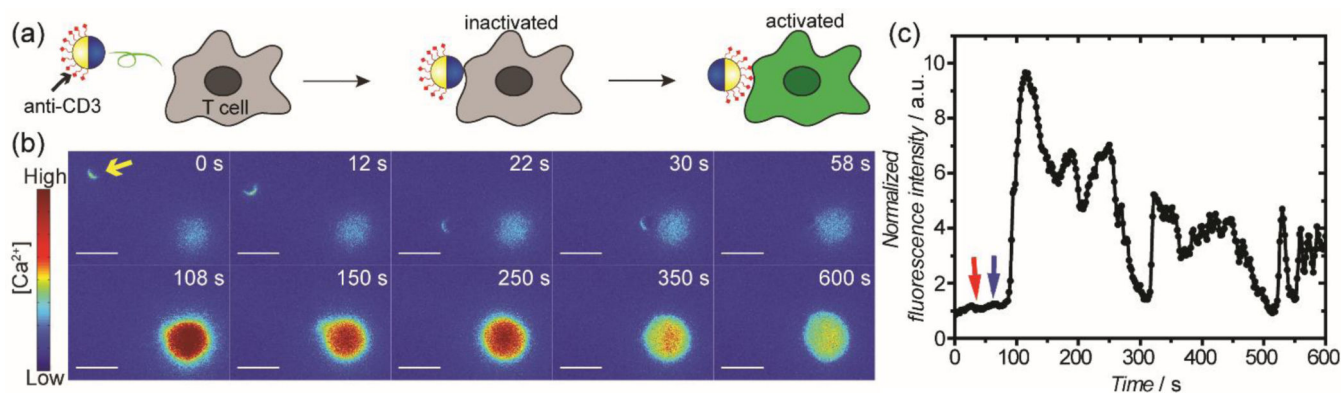 (a)
anti-CD3
T cell
inactivated
activated
(b)
High
[Ca²⁺]
Low
0 s
12 s
22 s
30 s
58 s
108 s
150 s
250 s
350 s
600 s
(c)
Normalized
fluorescence intensity / a.u.
10
8
6
4
2
0
0
100
200
300
400
500
600
Time / s